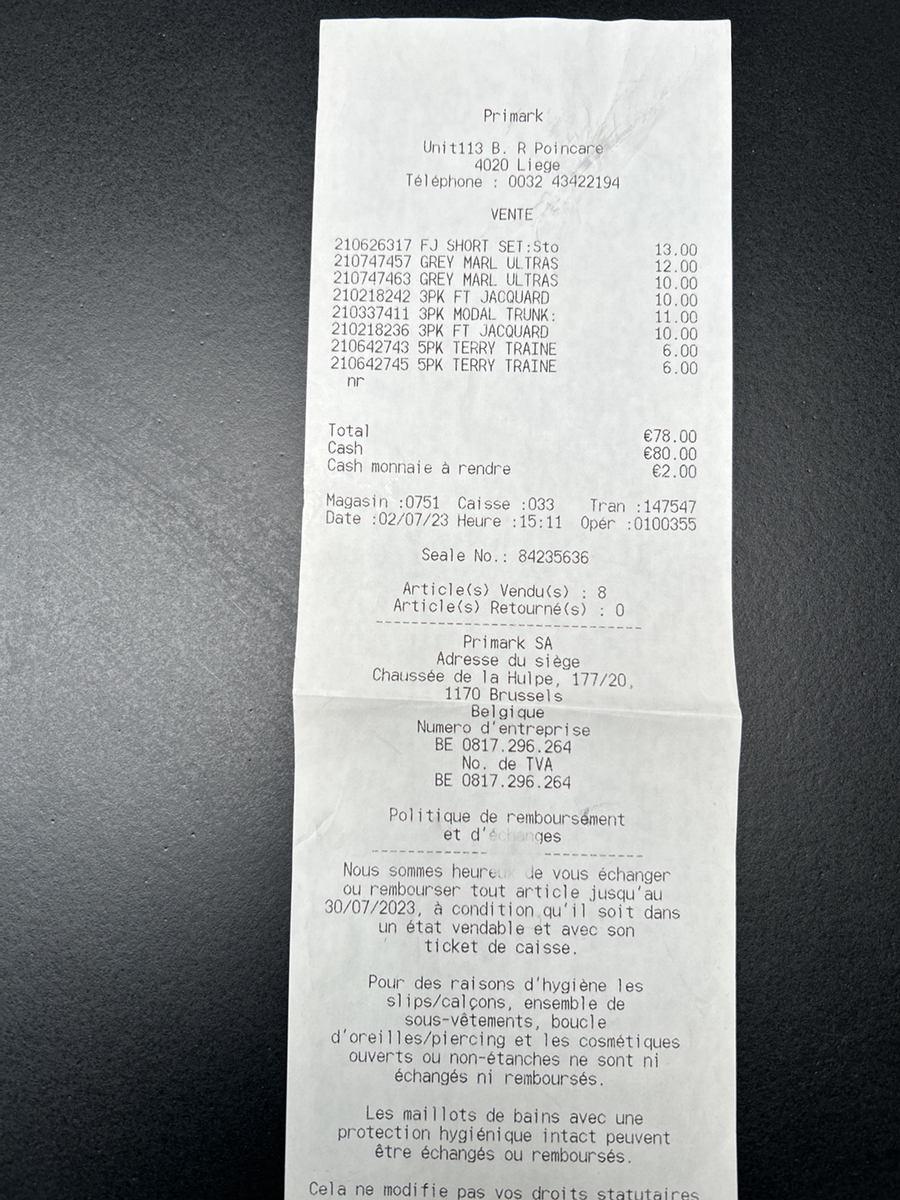 Primark
Unit113 B. R Poincare
4020 Liege
Téléphone : 0032 43422194
VENTE
210626317 FJ SHORT SET:Sto 13.00
210747457 GREY MARL ULTRAS 12.00
210747463 GREY MARL ULTRAS 10.00
210218242 3PK FT JACQUARD 10.00
210337411 3PK MODAL TRUNK: 11.00
210218236 3PK FT JACQUARD 10.00
210642743 5PK TERRY TRAINE 6.00
210642745 5PK TERRY TRAINE 6.00
nr
Total €78.00
Cash €80.00
Cash monnaie à rendre €2.00
Magasin :0751 Caisse :033 Tran :147547
Date :02/07/23 Heure :15:11 Opér :0100355
Seale No.: 84235636
Article(s) Vendu(s) : 8
Article(s) Retourné(s) : 0
Primark SA
Adresse du siège
Chaussée de la Hulpe, 177/20,
1170 Brussels
Belgique
Numero d'entreprise
BE 0817.296.264
No. de TVA
BE 0817.296.264
Politique de remboursément
et d'échanges
Nous sommes heureux de vous échanger
ou rembourser tout article jusqu'au
30/07/2023, à condition qu'il soit dans
un état vendable et avec son
ticket de caisse.
Pour des raisons d'hygiène les
slips/calçons, ensemble de
sous-vêtements, boucle
d'oreilles/piercing et les cosmétiques
ouverts ou non-étanches ne sont ni
échangés ni remboursés.
Les maillots de bains avec une
protection hygiénique intact peuvent
être échangés ou remboursés.
Cela ne modifie pas vos droits statutaires